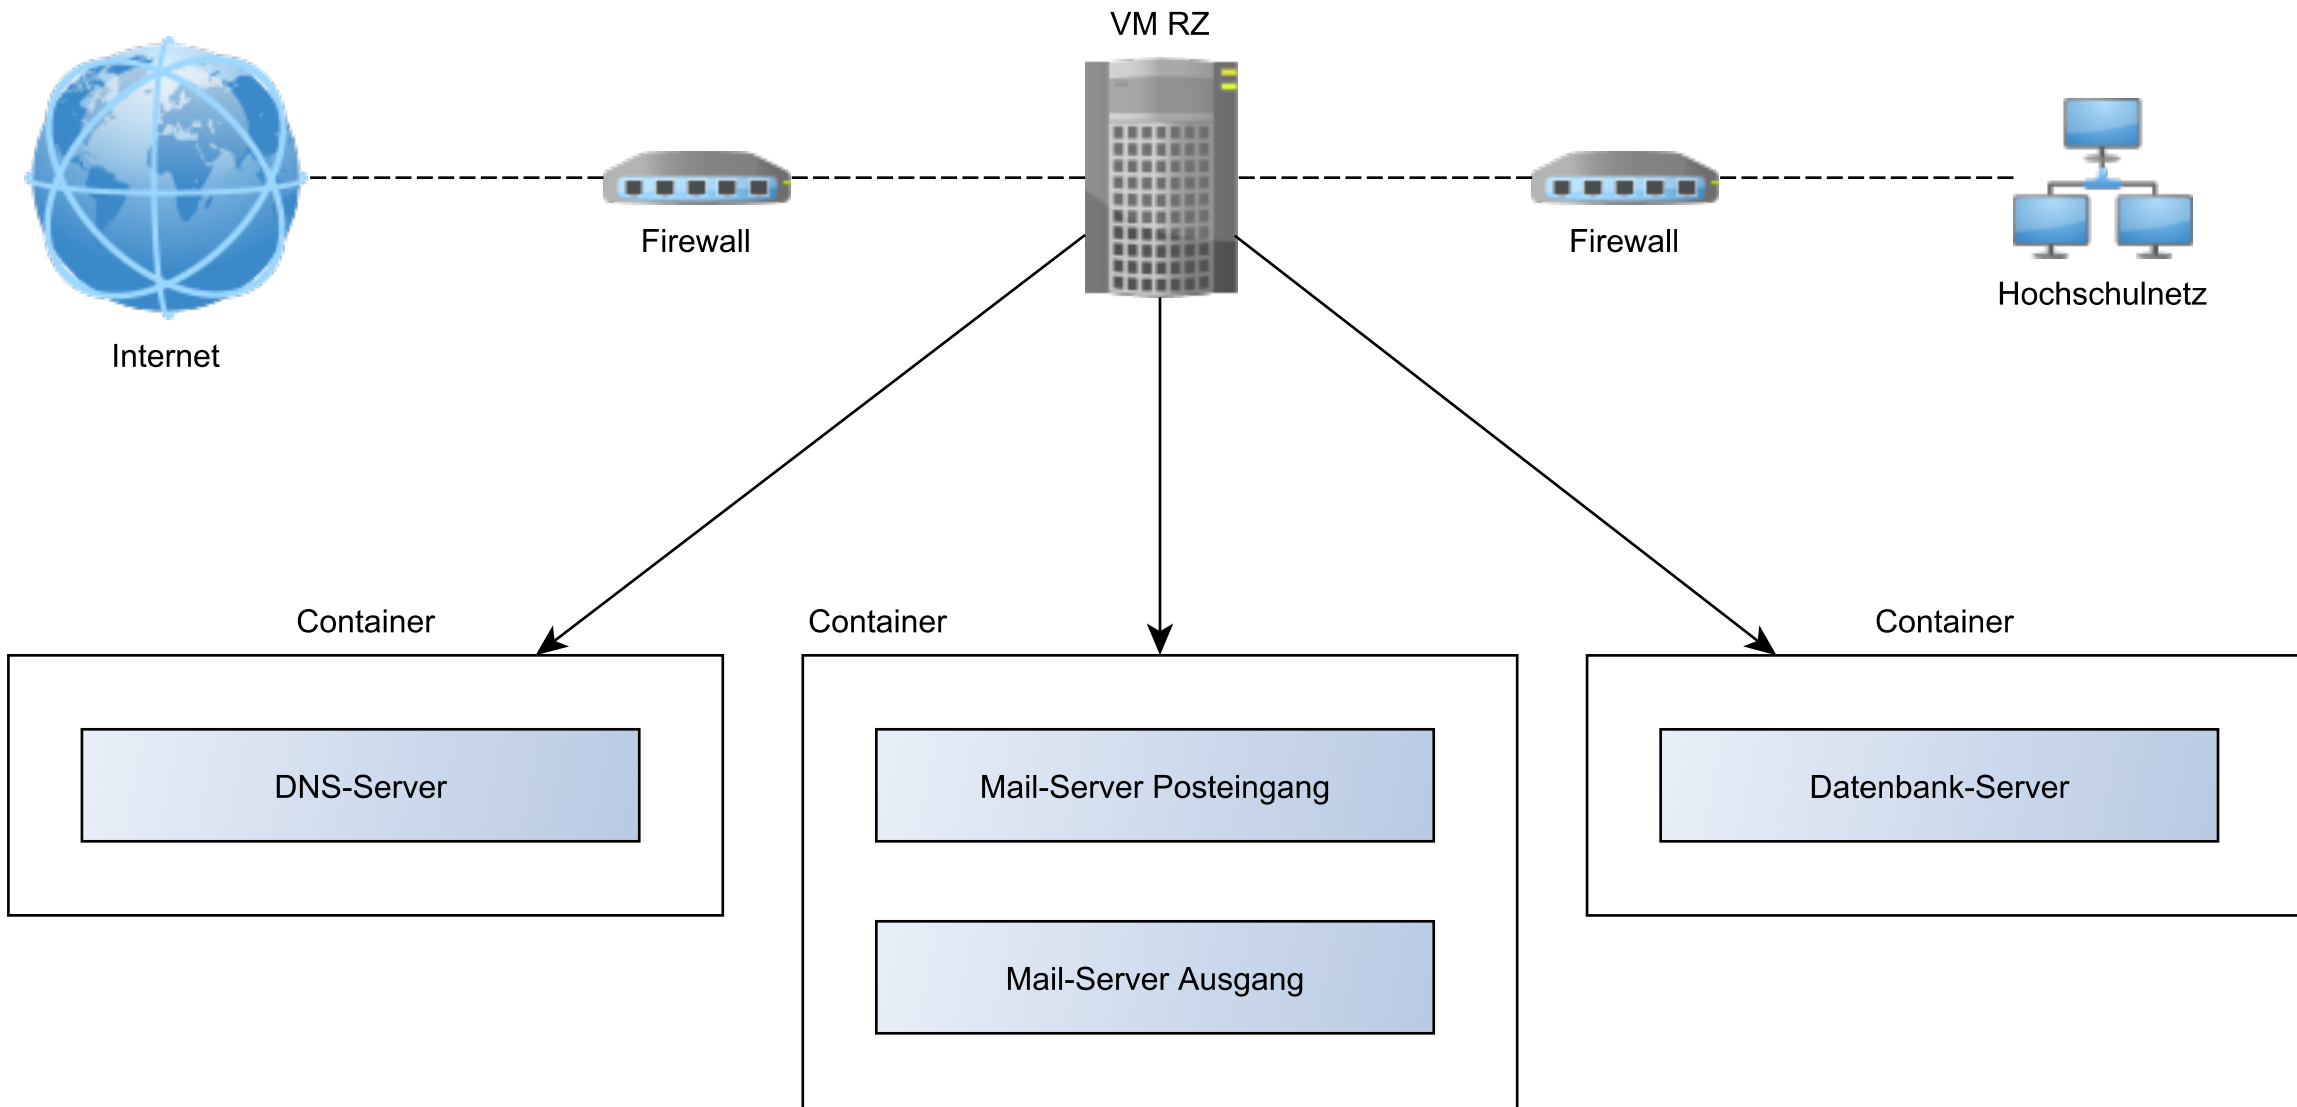 VM RZ
Firewall
Firewall
Hochschulnetz
Internet
Container
Container
Container
DNS-Server
Mail-Server Posteingang
Datenbank-Server
Mail-Server Ausgang